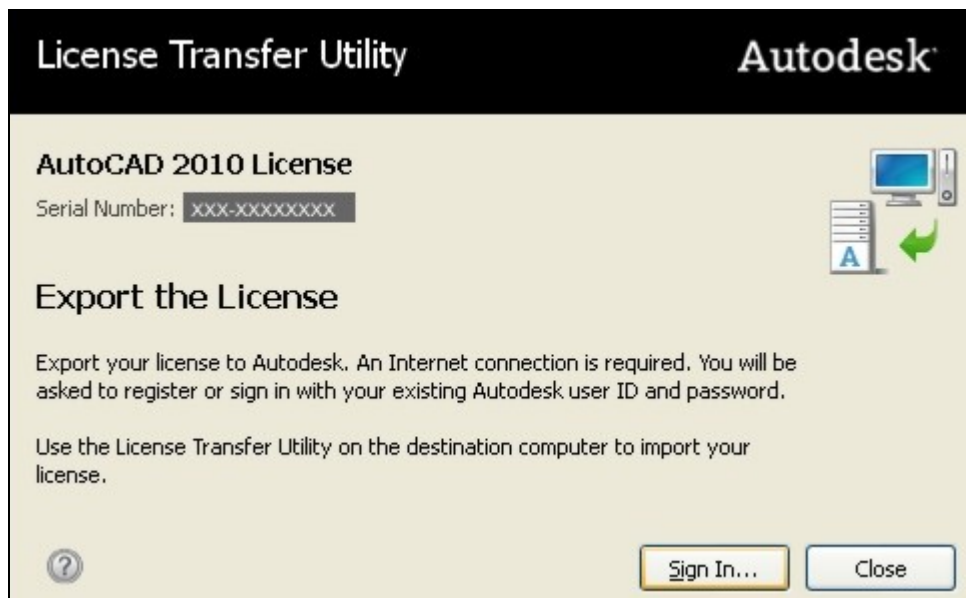 License Transfer Utility
Autodesk
AutoCAD 2010 License
Serial Number: XXX-XXXXXXXX
A
Export the License
Export your license to Autodesk. An Internet connection is required. You will be
asked to register or sign in with your existing Autodesk user ID and password.
Use the License Transfer Utility on the destination computer to import your
license.
?
Sign In...
Close